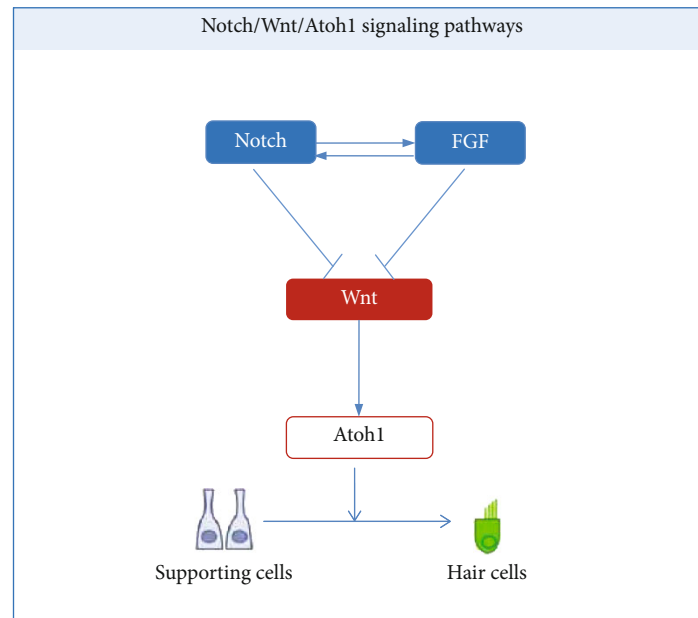 Notch/Wnt/Atoh1 signaling pathways
Notch
FGF
Wnt
Atoh1
Supporting cells
Hair cells